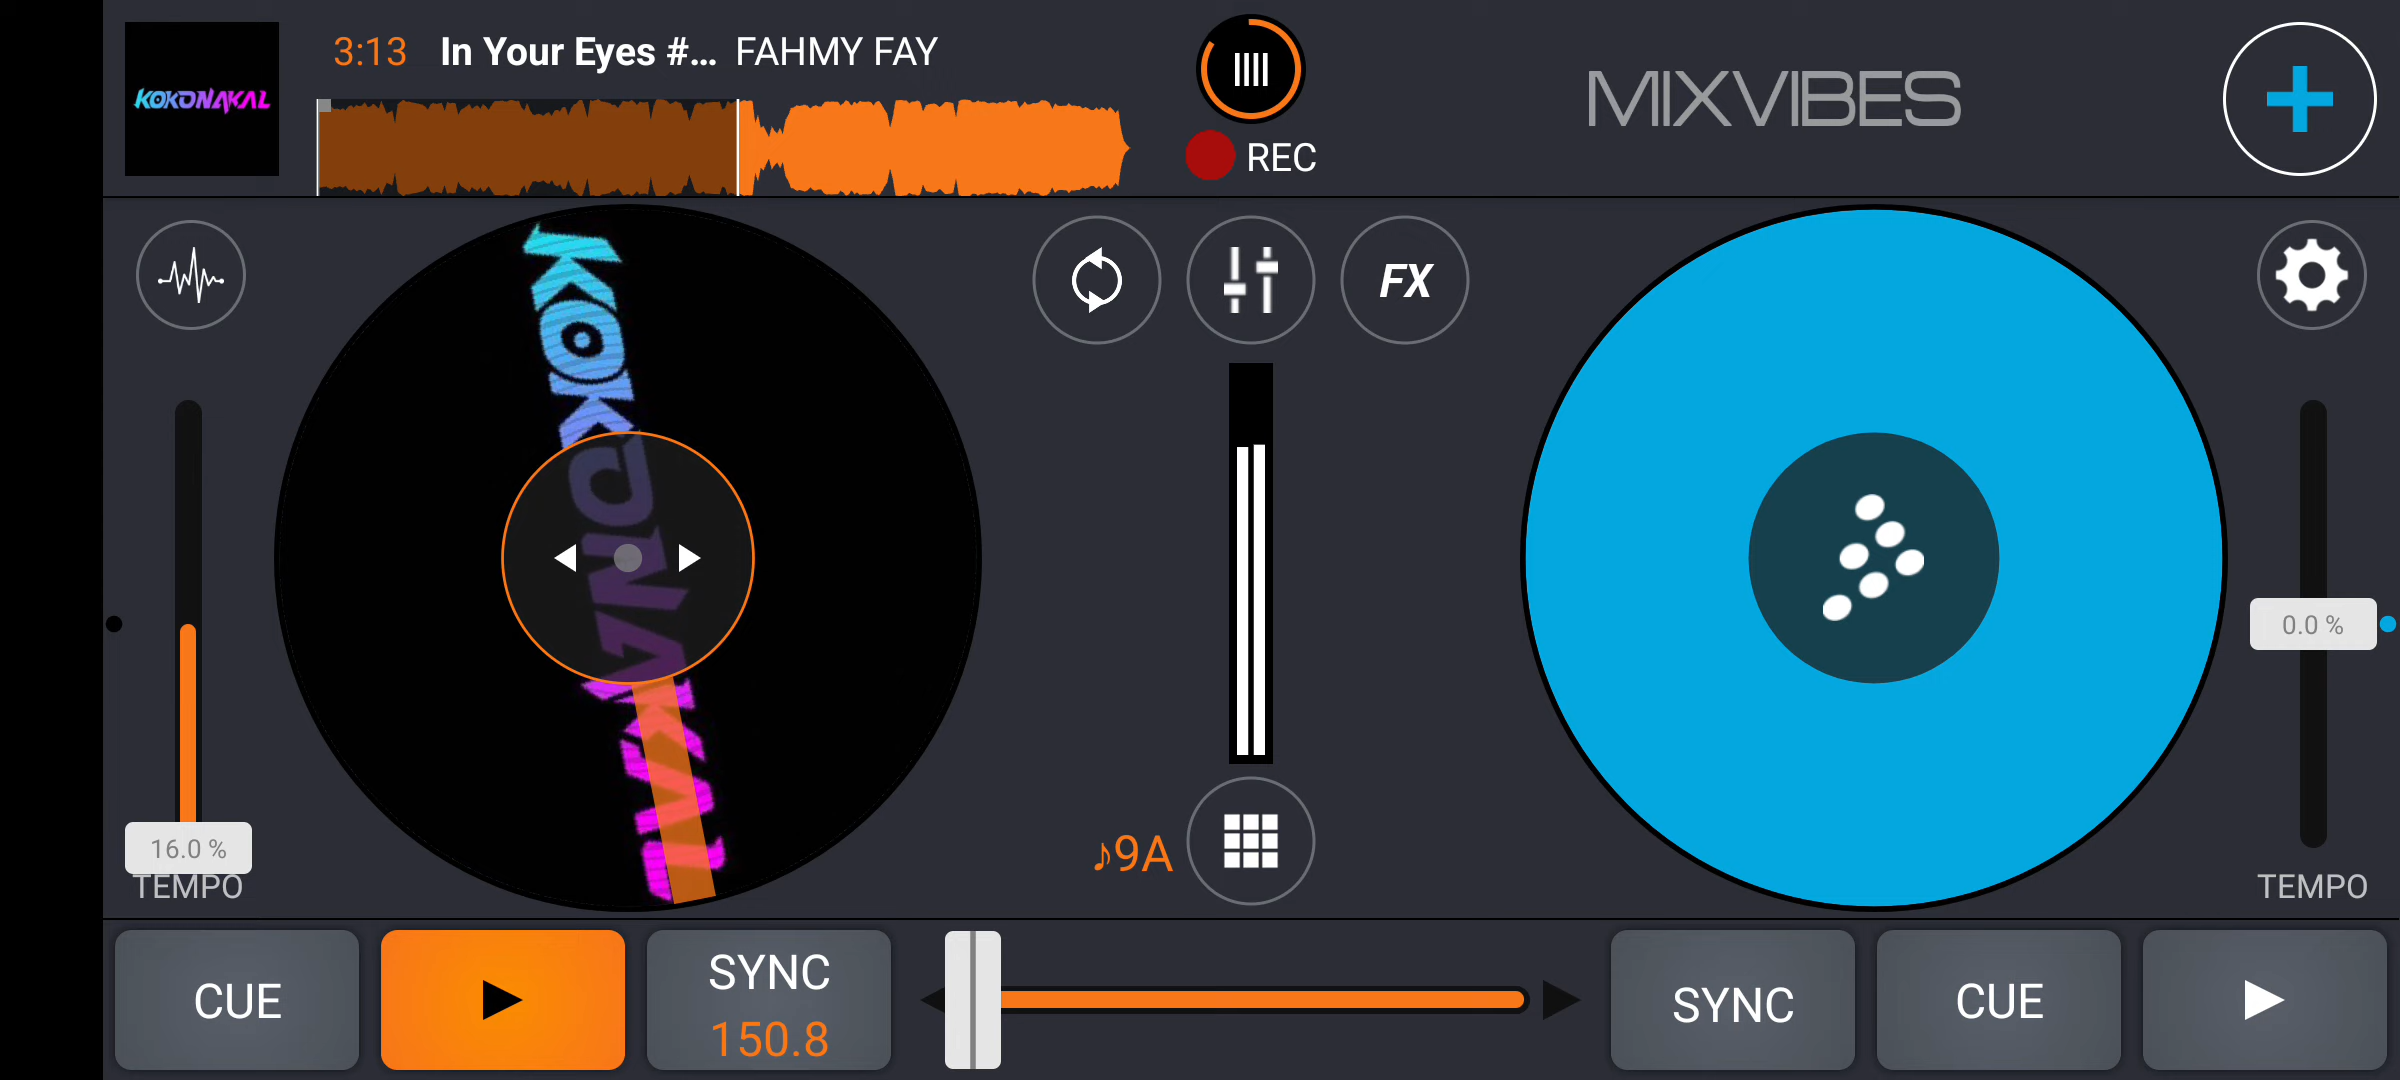 KOKONAKAL
3:13 In Your Eyes #... FAHMY FAY
REC
MIXVIBES
KOKONAKAL
FX
16.0 %
TEMPO
♪9A
0.0 %
TEMPO
CUE
SYNC
150.8
SYNC
CUE